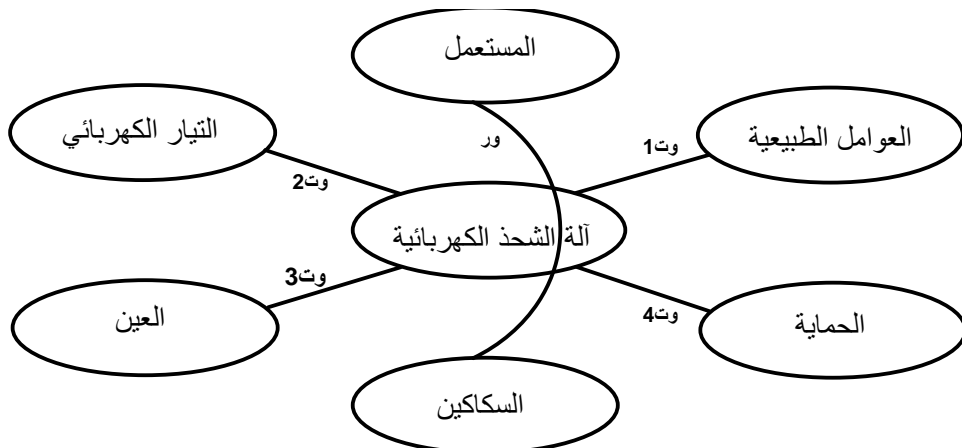 المستعمل
العوامل الطبيعية
التيار الكهربائي
ور
وت1
وت2
آلة الشحذ الكهربائية
وت3
وت4
العين
الحماية
السكاكين